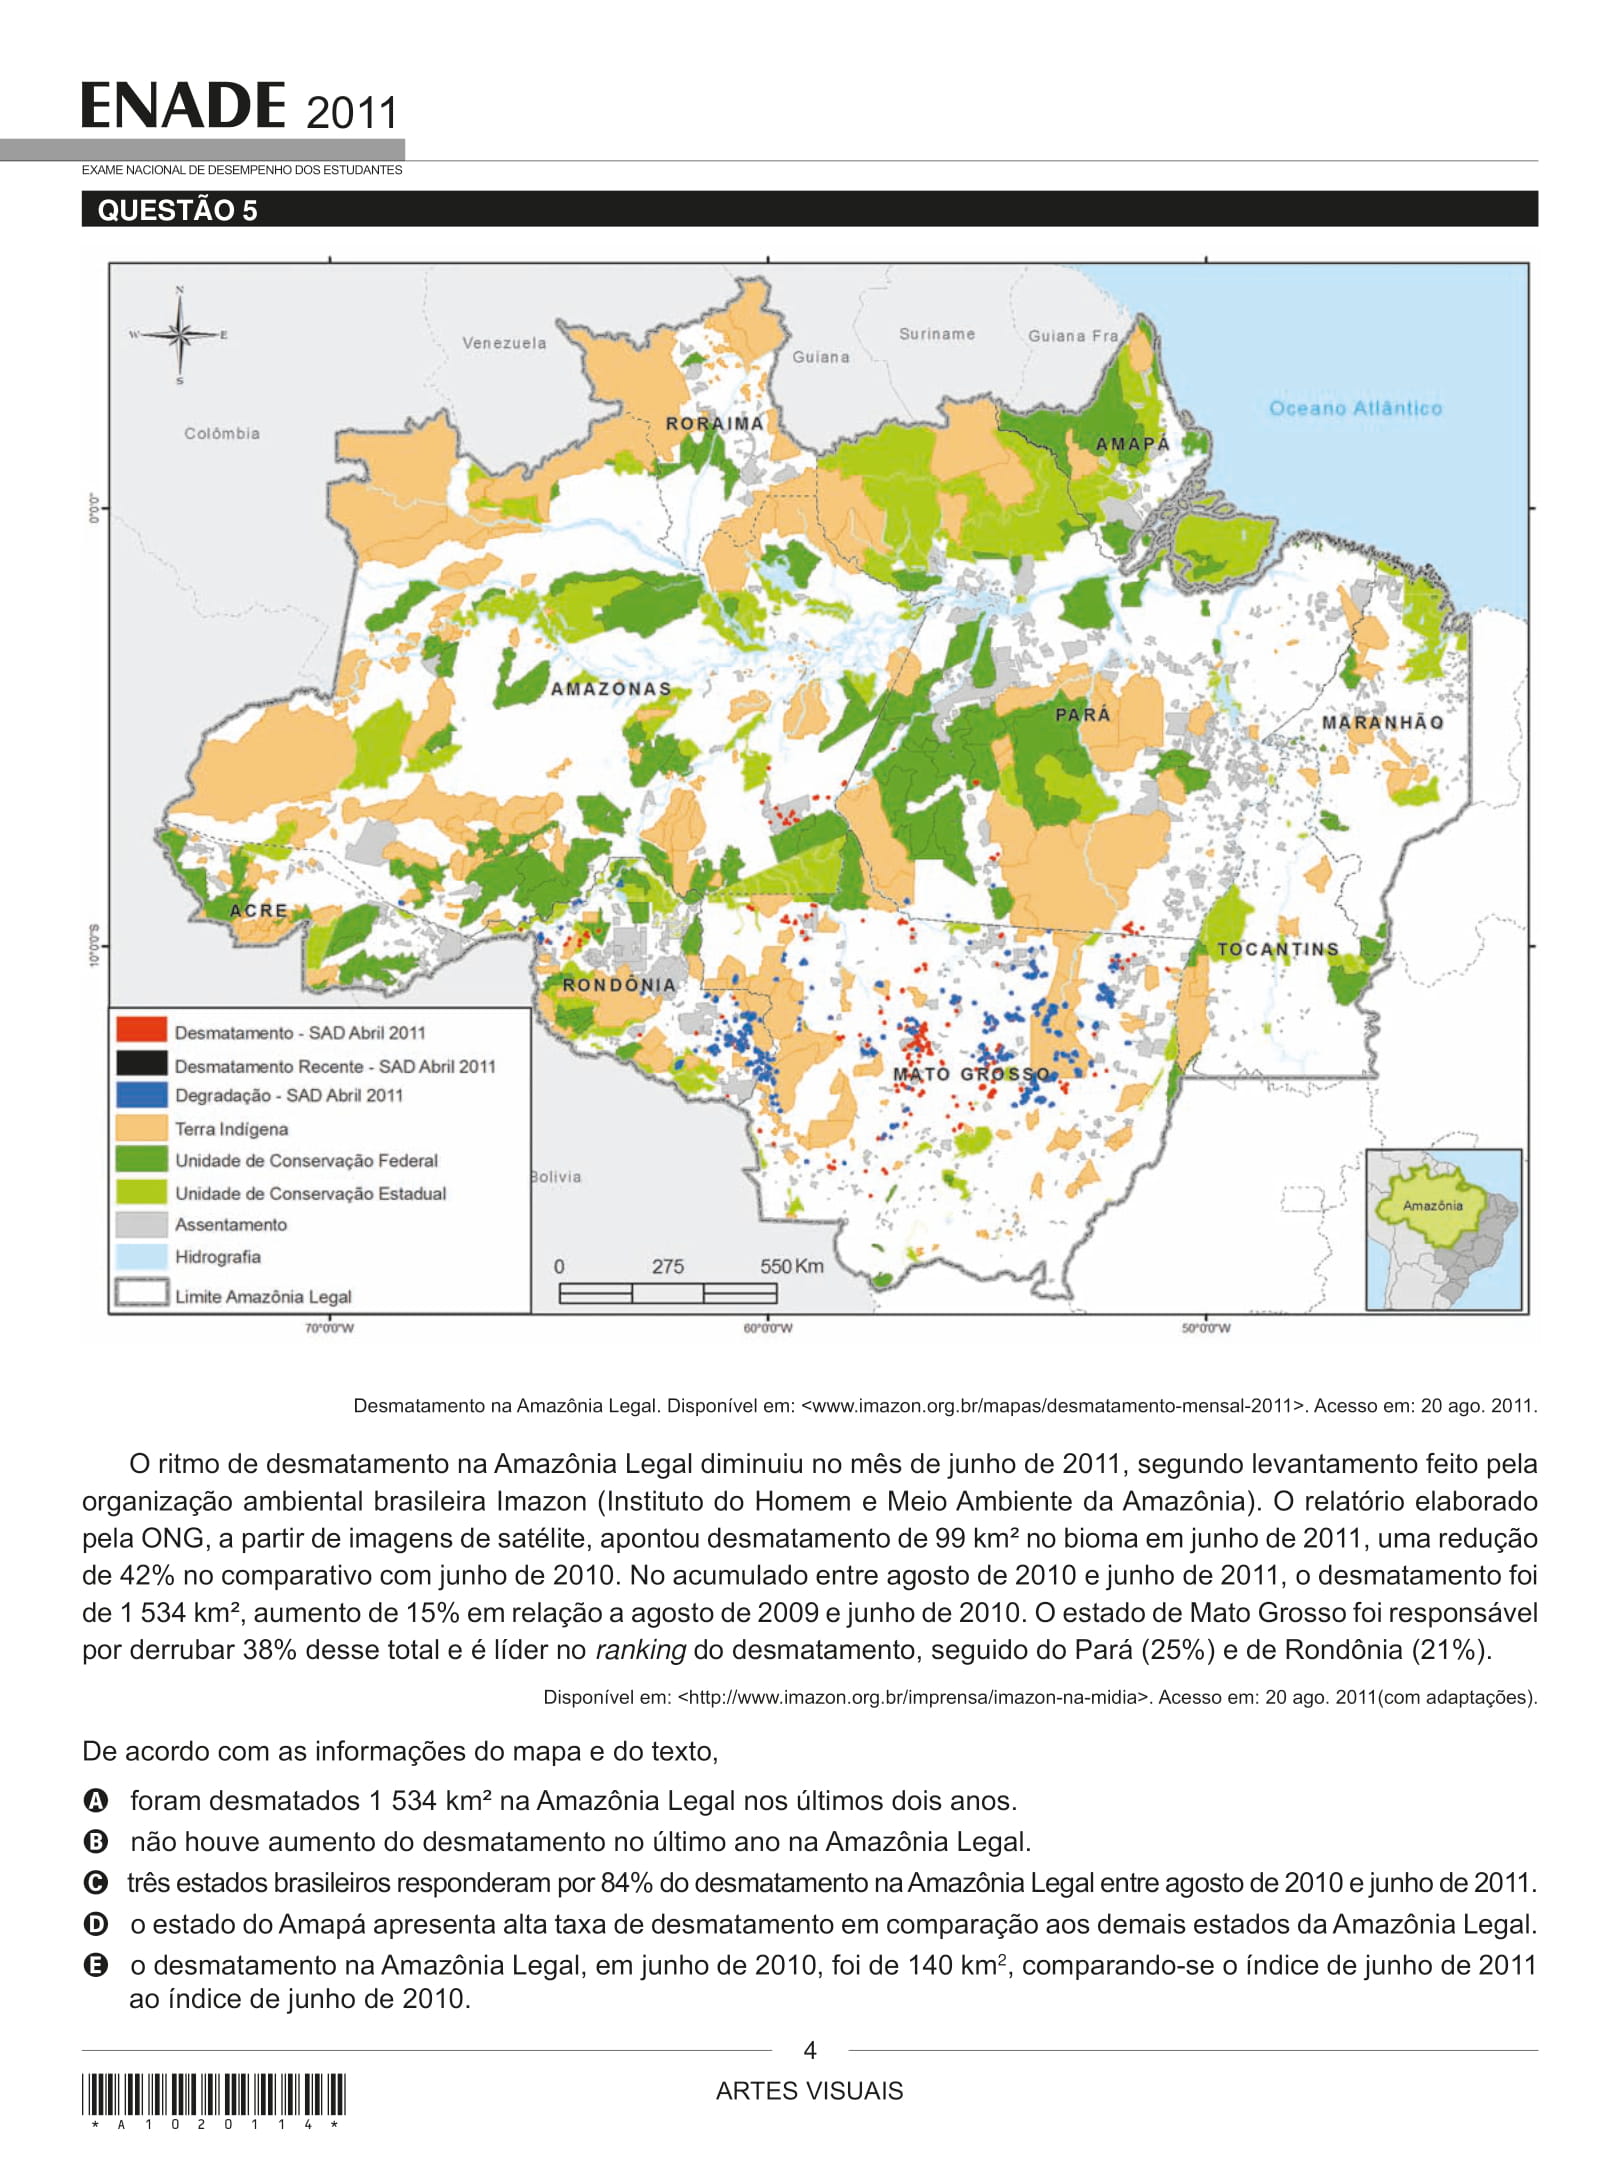 ENADE 2011
EXAME NACIONAL DE DESEMPENHO DOS ESTUDANTES
QUESTÃO 5
N
W
E
S
Venezuela
Colômbia
Guiana
Suriname
Guiana Fra
Oceano Atlântico
RORAIMA
AMAPÁ
0°0'0"
AMAZONAS
PARÁ
MARANHÃO
ACRE
TOCANTINS
RONDÔNIA
10°0'0"S
MATO GROSSO
Bolivia
Desmatamento - SAD Abril 2011
Desmatamento Recente - SAD Abril 2011
Degradação - SAD Abril 2011
Terra Indígena
Unidade de Conservação Federal
Unidade de Conservação Estadual
Assentamento
Hidrografia
Limite Amazônia Legal
0 275 550 Km
Amazônia
70°0'0"W 60°0'0"W 50°0'0"W
Desmatamento na Amazônia Legal. Disponível em: <www.imazon.org.br/mapas/desmatamento-mensal-2011>. Acesso em: 20 ago. 2011.
O ritmo de desmatamento na Amazônia Legal diminuiu no mês de junho de 2011, segundo levantamento feito pela
organização ambiental brasileira Imazon (Instituto do Homem e Meio Ambiente da Amazônia). O relatório elaborado
pela ONG, a partir de imagens de satélite, apontou desmatamento de 99 km² no bioma em junho de 2011, uma redução
de 42% no comparativo com junho de 2010. No acumulado entre agosto de 2010 e junho de 2011, o desmatamento foi
de 1 534 km², aumento de 15% em relação a agosto de 2009 e junho de 2010. O estado de Mato Grosso foi responsável
por derrubar 38% desse total e é líder no ranking do desmatamento, seguido do Pará (25%) e de Rondônia (21%).
Disponível em: <http://www.imazon.org.br/imprensa/imazon-na-midia>. Acesso em: 20 ago. 2011(com adaptações).
De acordo com as informações do mapa e do texto,
A foram desmatados 1 534 km² na Amazônia Legal nos últimos dois anos.
B não houve aumento do desmatamento no último ano na Amazônia Legal.
C três estados brasileiros responderam por 84% do desmatamento na Amazônia Legal entre agosto de 2010 e junho de 2011.
D o estado do Amapá apresenta alta taxa de desmatamento em comparação aos demais estados da Amazônia Legal.
E o desmatamento na Amazônia Legal, em junho de 2010, foi de 140 km², comparando-se o índice de junho de 2011
ao índice de junho de 2010.
4
ARTES VISUAIS
* A 1 0 2 0 1 1 4 *